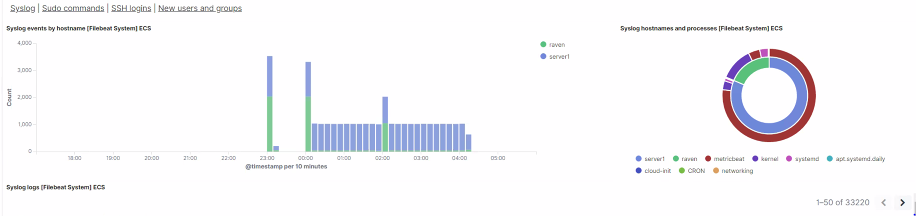 Syslog | Sudo commands | SSH logins | New users and groups
Syslog events by hostname [Filebeat System] ECS
Syslog hostnames and processes [Filebeat System] ECS
4,000
3,000
2,000
1,000
0
Count
18:00 19:00 20:00 21:00 22:00 23:00 00:00 01:00 02:00 03:00 04:00 05:00
@timestamp per 10 minutes
raven
server1
server1 raven metricbeat kernel systemd apt.systemd.daily
cloud-init CRON networking
Syslog logs [Filebeat System] ECS
1–50 of 33220